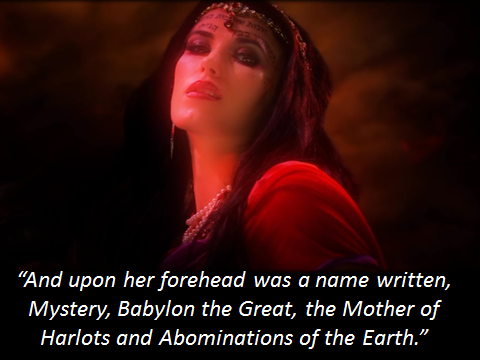 “And upon her forehead was a name written,
Mystery, Babylon the Great, the Mother of
Harlots and Abominations of the Earth.”